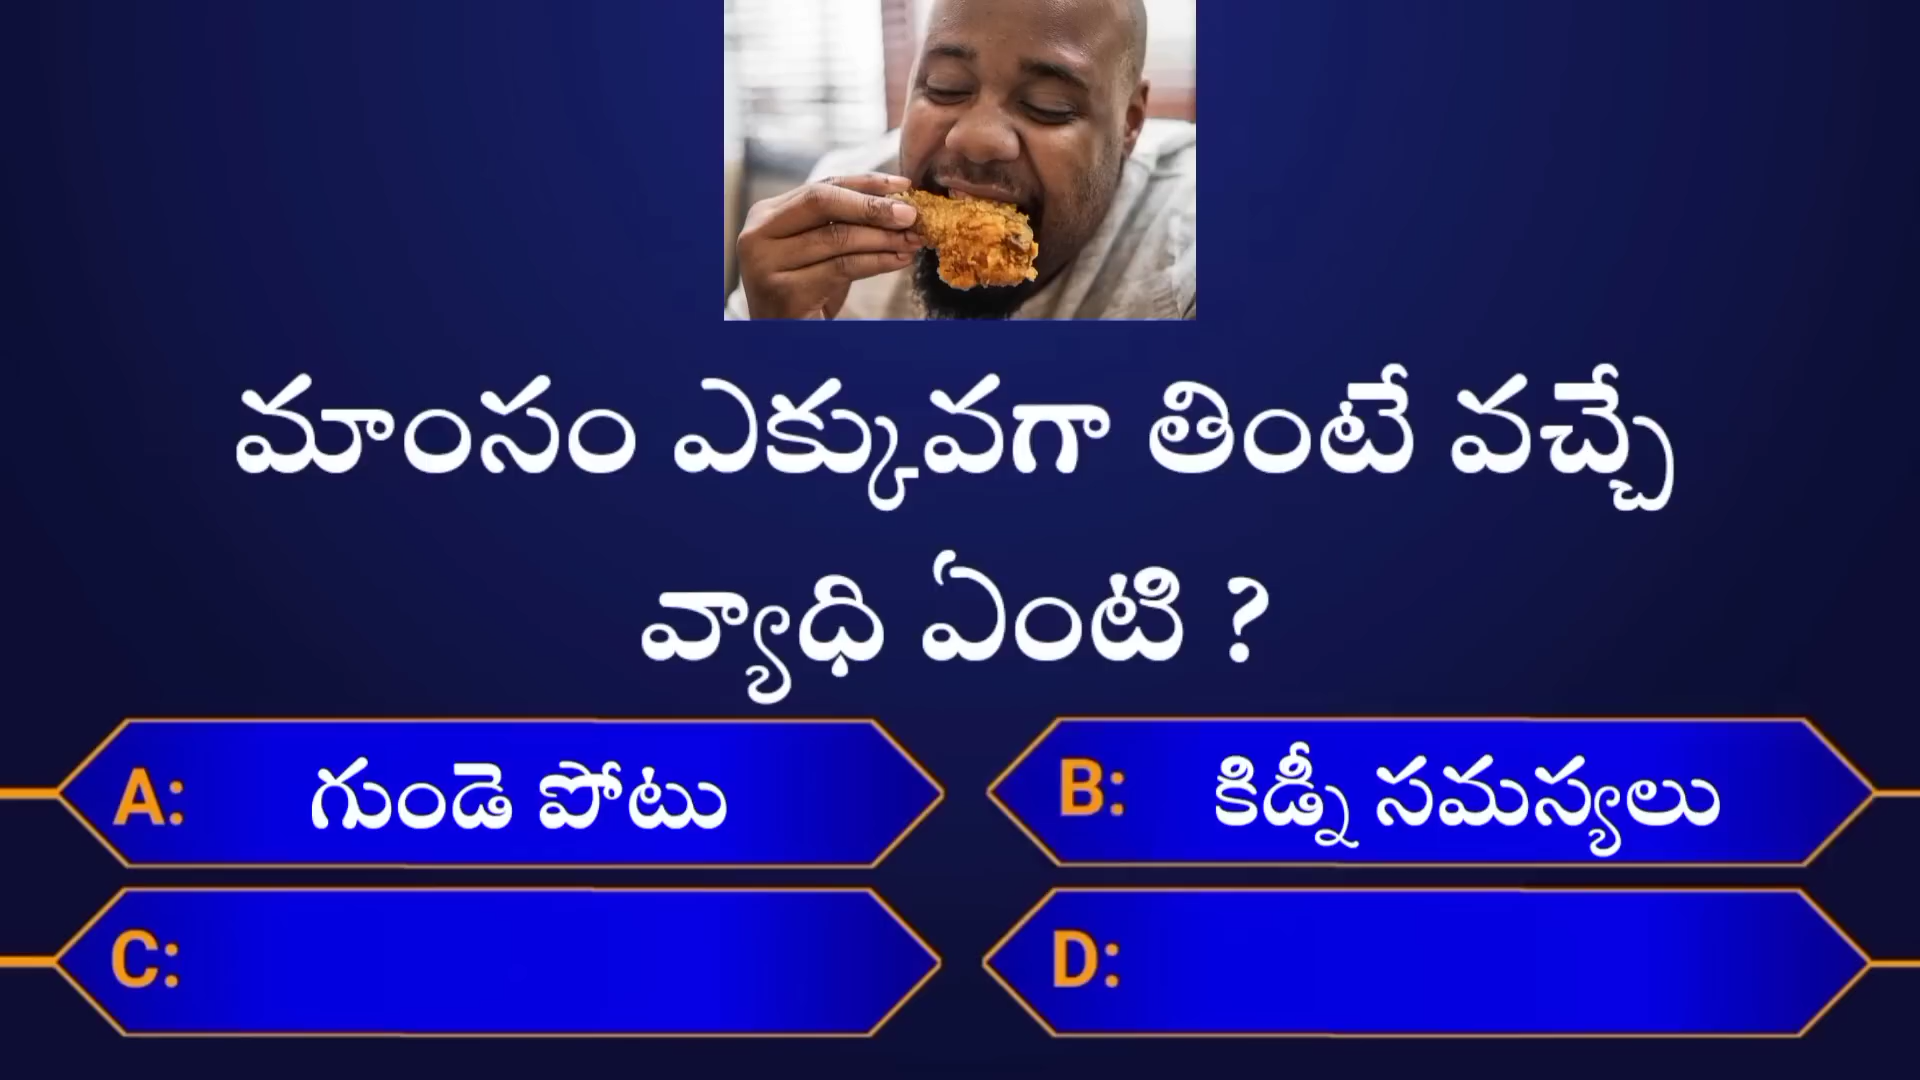 మాంసం ఎక్కువగా తింటే వచ్చే
వ్యాధి ఏంటి ?
A: గుండె పోటు
B: కిడ్నీ సమస్యలు
C:
D: